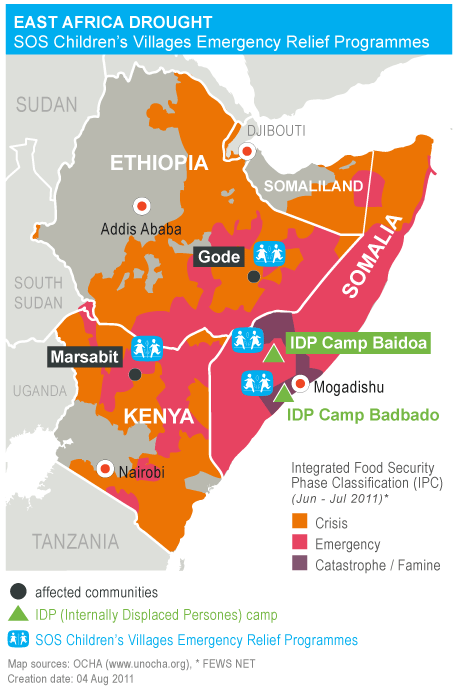 EAST AFRICA DROUGHT
SOS Children's Villages Emergency Relief Programmes
SUDAN
DJIBOUTI
ETHIOPIA
SOMALILAND
Addis Ababa
SOMALIA
Gode
SOUTH
SUDAN
IDP Camp Baidoa
Marsabit
Mogadishu
UGANDA
KENYA
IDP Camp Badbado
Nairobi
Integrated Food Security
Phase Classification (IPC)
(Jun - Jul 2011)*
Crisis
Emergency
Catastrophe / Famine
TANZANIA
affected communities
IDP (Internally Displaced Persones) camp
SOS Children's Villages Emergency Relief Programmes
Map sources: OCHA (www.unocha.org), * FEWS NET
Creation date: 04 Aug 2011